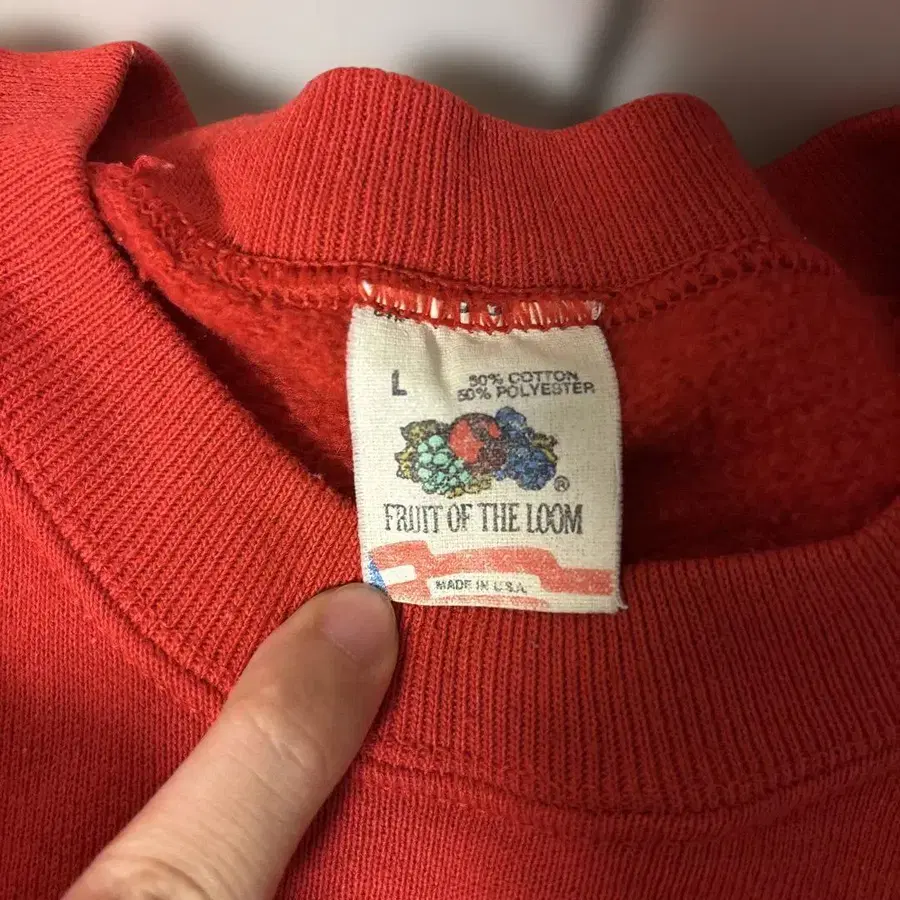 L
50% COTTON
50% POLYESTER
®
FRUIT OF THE LOOM
MADE IN U.S.A.